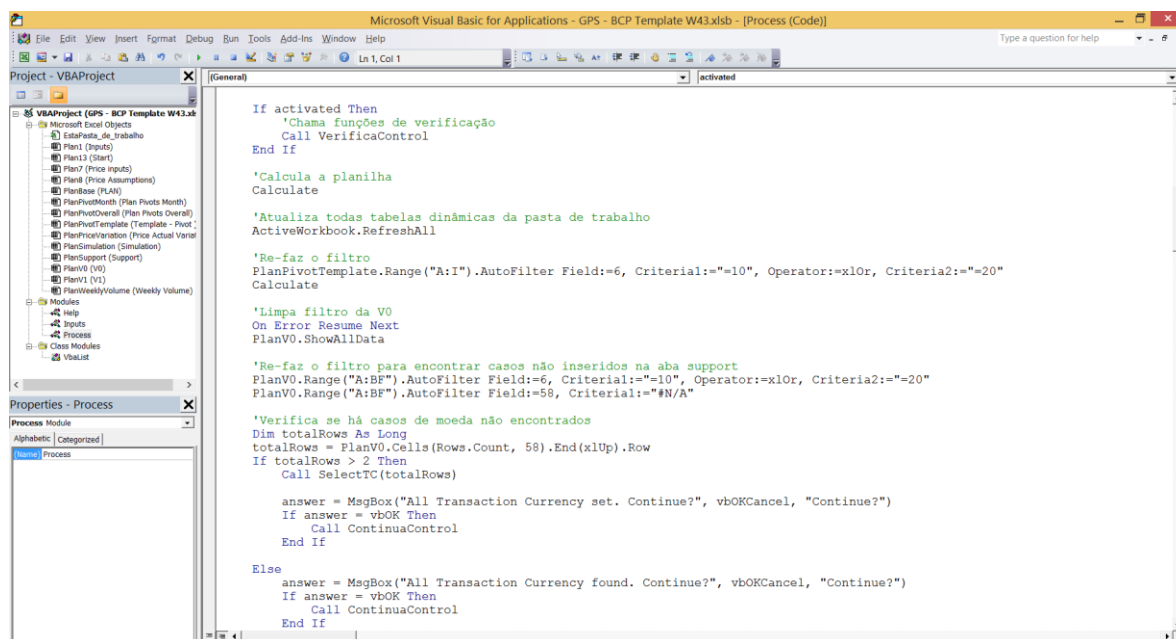 Microsoft Visual Basic for Applications - GPS - BCP Template W43.xlsb - [Process (Code)]
File Edit View Insert Format Debug Run Tools Add-Ins Window Help
Type a question for help
Ln 1, Col 1
Project - VBAProject
(General)
activated
VBAProject (GPS - BCP Template W43.xls
Microsoft Excel Objects
EstaPasta_de_trabalho
Plan1 (Inputs)
Plan13 (Start)
Plan7 (Price inputs)
Plan8 (Price Assumptions)
PlanBase (PLAN)
PlanPivotMonth (Plan Pivots Month)
PlanPivotOverall (Plan Pivots Overall)
PlanPivotTemplate (Template - Pivot
PlanPriceVariation (Price Actual Variat
PlanSimulation (Simulation)
PlanSupport (Support)
PlanV0 (V0)
PlanV1 (V1)
PlanWeeklyVolume (Weekly Volume)
Modules
Help
Inputs
Process
Class Modules
VbaList
Properties - Process
Process Module
Alphabetic Categorized
(Name) Process
If activated Then
'Chama funções de verificação
Call VerificaControl
End If
'Calcula a planilha
Calculate
'Atualiza todas tabelas dinâmicas da pasta de trabalho
ActiveWorkbook.RefreshAll
'Re-faz o filtro
PlanPivotTemplate.Range("A:I").AutoFilter Field:=6, Criteria1:="=10", Operator:=xlOr, Criteria2:="=20"
Calculate
'Limpa filtro da V0
On Error Resume Next
PlanV0.ShowAllData
'Re-faz o filtro para encontrar casos não inseridos na aba support
PlanV0.Range("A:BF").AutoFilter Field:=6, Criteria1:="=10", Operator:=xlOr, Criteria2:="=20"
PlanV0.Range("A:BF").AutoFilter Field:=58, Criteria1:="#N/A"
'Verifica se há casos de moeda não encontrados
Dim totalRows As Long
totalRows = PlanV0.Cells(Rows.Count, 58).End(xlUp).Row
If totalRows > 2 Then
Call SelectTC(totalRows)
answer = MsgBox("All Transaction Currency set. Continue?", vbOKCancel, "Continue?")
If answer = vbOK Then
Call ContinuaControl
End If
Else
answer = MsgBox("All Transaction Currency found. Continue?", vbOKCancel, "Continue?")
If answer = vbOK Then
Call ContinuaControl
End If